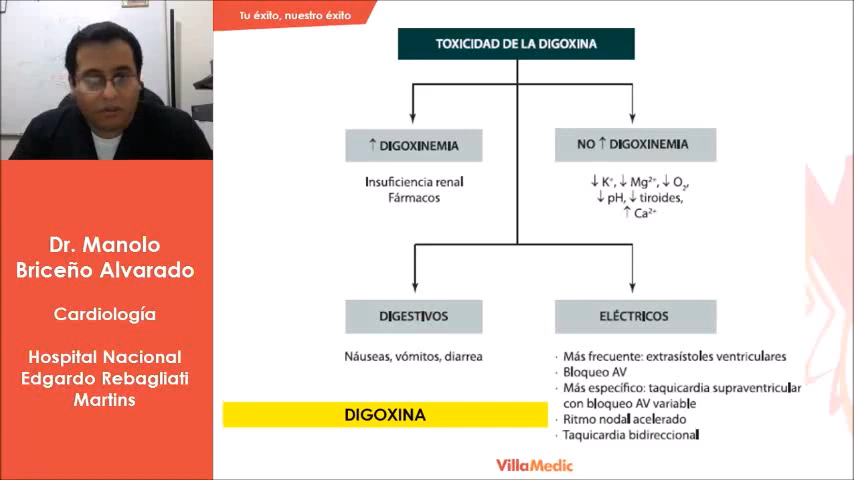 Tu éxito, nuestro éxito
TOXICIDAD DE LA DIGOXINA
↑ DIGOXINEMIA
NO ↑ DIGOXINEMIA
Insuficiencia renal
Fármacos
↓ K⁺, ↓ Mg²⁺, ↓ O₂,
↓ pH, ↓ tiroides,
↑ Ca²⁺
Dr. Manolo
Briceño Alvarado
Cardiología
Hospital Nacional
Edgardo Rebagliati
Martins
DIGESTIVOS
ELÉCTRICOS
Náuseas, vómitos, diarrea
· Más frecuente: extrasístoles ventriculares
· Bloqueo AV
· Más específico: taquicardia supraventricular
con bloqueo AV variable
· Ritmo nodal acelerado
· Taquicardia bidireccional
DIGOXINA
VillaMedic